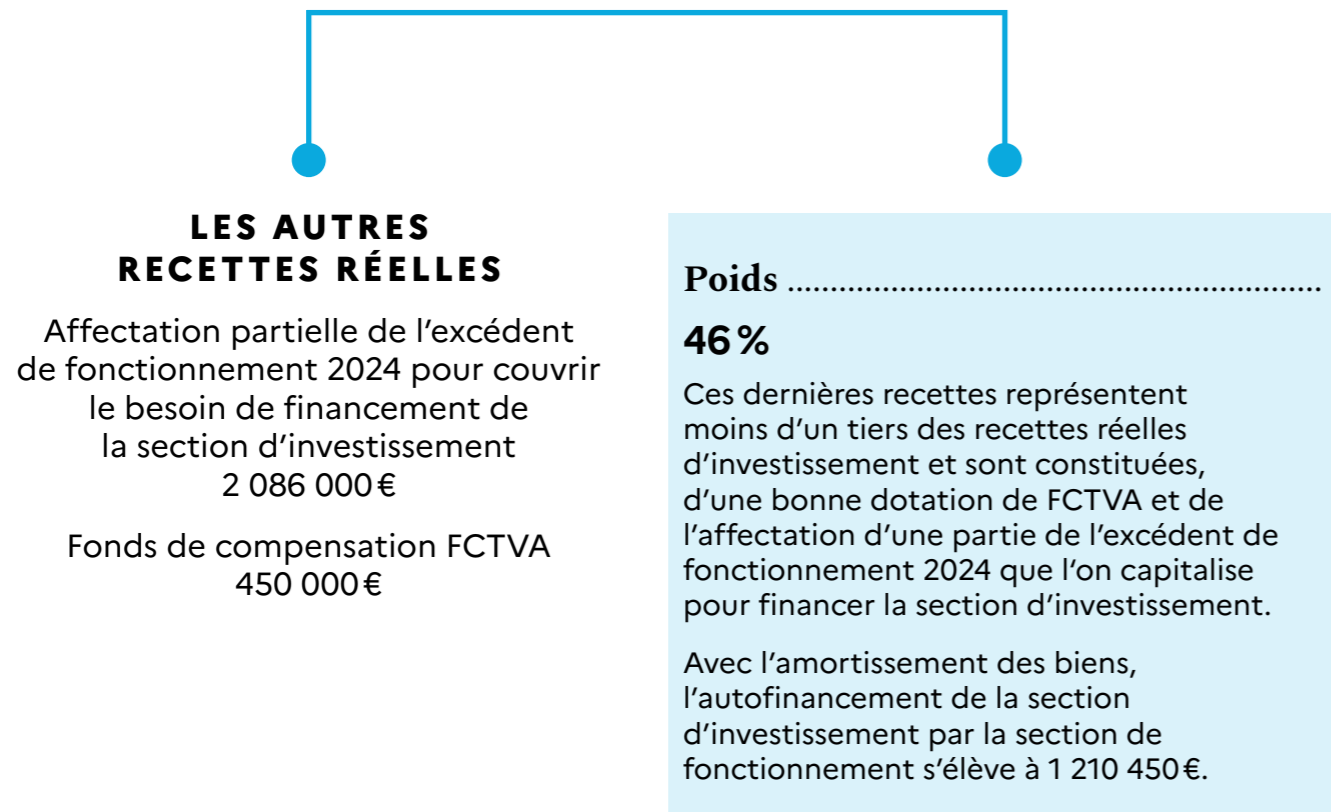 LES AUTRES
RECETTES RÉELLES
Affectation partielle de l’excédent
de fonctionnement 2024 pour couvrir
le besoin de financement de
la section d’investissement
2 086 000 €
Fonds de compensation FCTVA
450 000 €
Poids ..............................................................
46 %
Ces dernières recettes représentent
moins d’un tiers des recettes réelles
d’investissement et sont constituées,
d’une bonne dotation de FCTVA et de
l’affectation d’une partie de l’excédent de
fonctionnement 2024 que l’on capitalise
pour financer la section d’investissement.
Avec l’amortissement des biens,
l’autofinancement de la section
d’investissement par la section de
fonctionnement s’élève à 1 210 450 €.